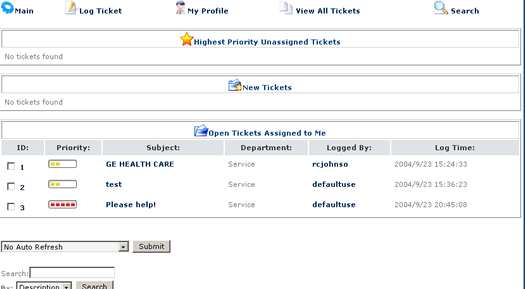 Main Log Ticket My Profile View All Tickets Search
Highest Priority Unassigned Tickets
No tickets found
New Tickets
No tickets found
Open Tickets Assigned to Me
ID: Priority: Subject: Department: Logged By: Log Time:
1 GE HEALTH CARE Service rcjohnso 2004/9/23 15:24:33
2 test Service defaultuse 2004/9/23 15:36:23
3 Please help! Service defaultuse 2004/9/23 20:45:08
No Auto Refresh Submit
Search:
By: Description Search